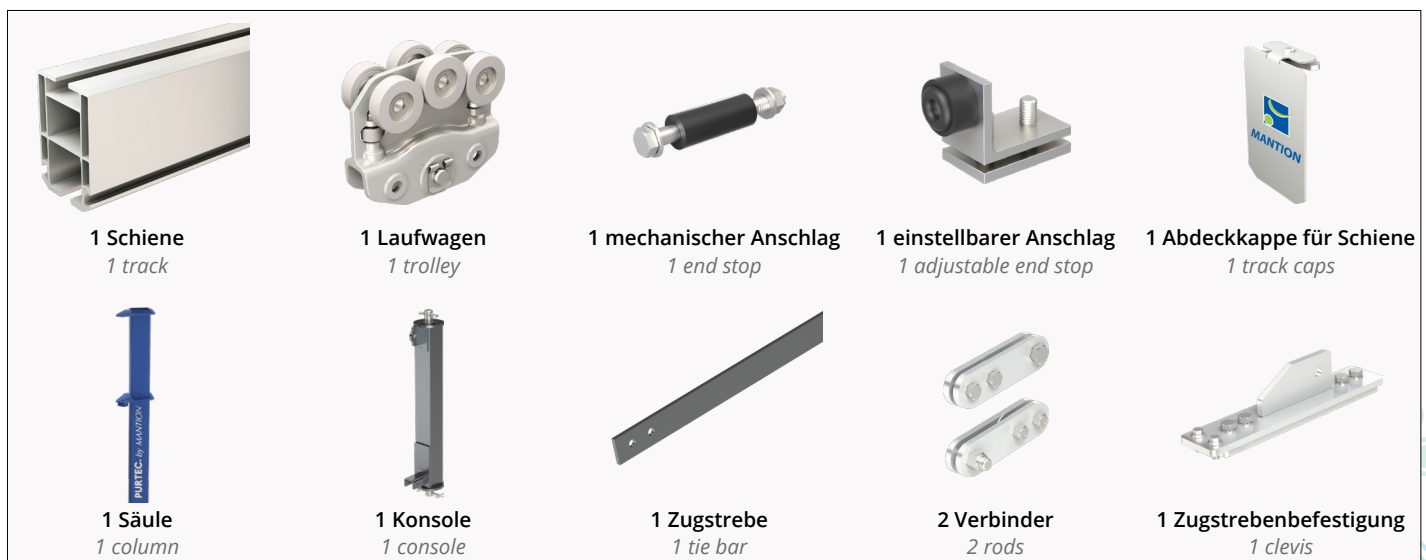 MANTION
1 Schiene
1 track
1 Laufwagen
1 trolley
1 mechanischer Anschlag
1 end stop
1 einstellbarer Anschlag
1 adjustable end stop
1 Abdeckkappe für Schiene
1 track caps
PURTEC. by MANTION
1 Säule
1 column
1 Konsole
1 console
1 Zugstrebe
1 tie bar
2 Verbinder
2 rods
1 Zugstrebenbefestigung
1 clevis